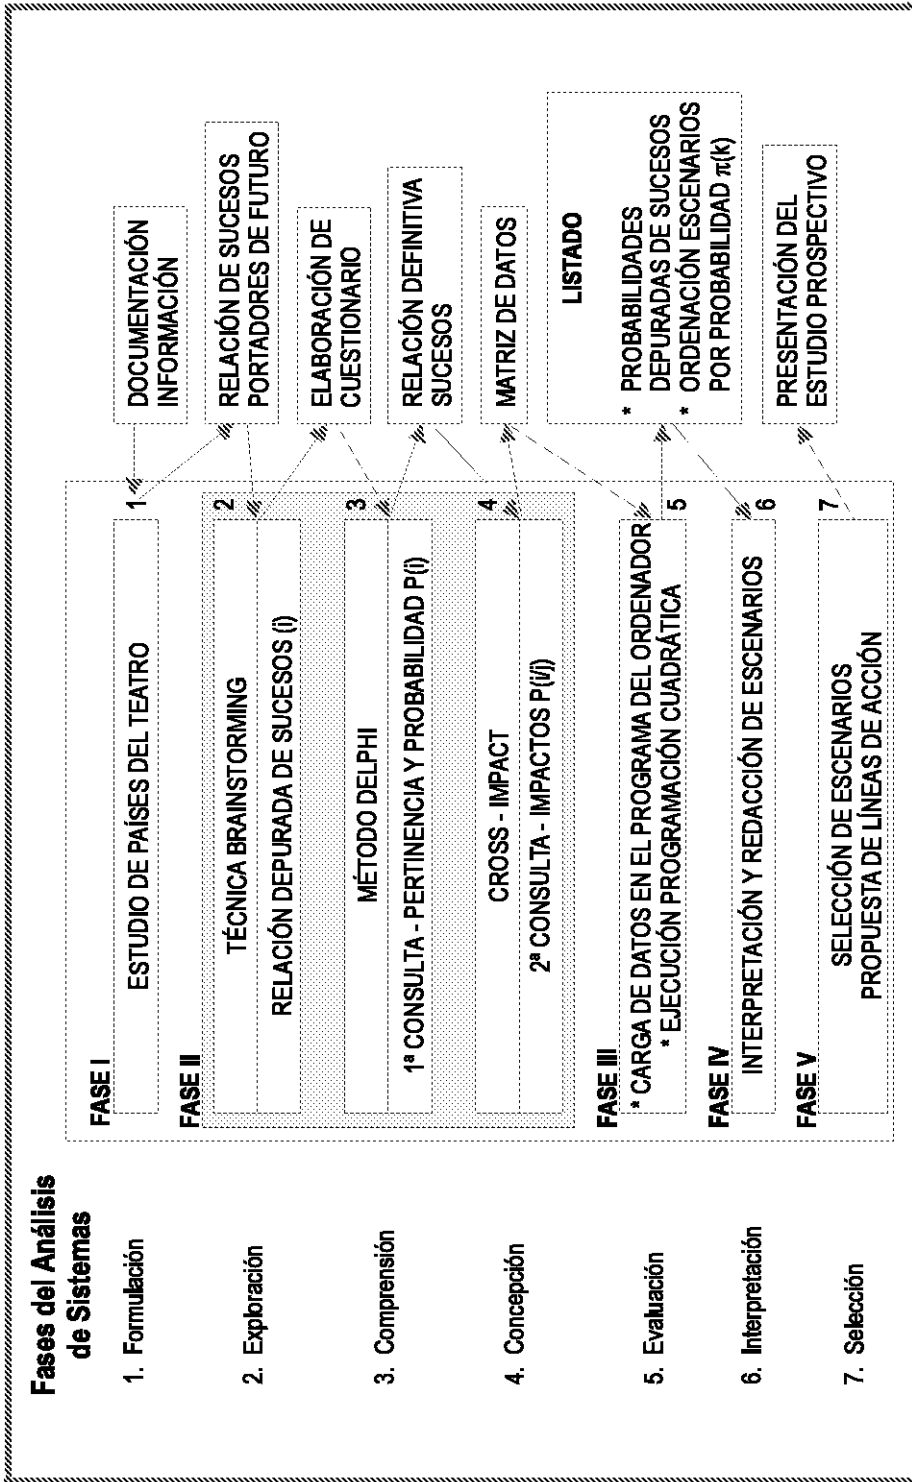 Fases del Análisis
de Sistemas
1. Formulación
2. Exploración
3. Comprensión
4. Concepción
5. Evaluación
6. Interpretación
7. Selección
FASE I
ESTUDIO DE PAÍSES DEL TEATRO
1
FASE II
TÉCNICA BRAINSTORMING
2
RELACIÓN DEPURADA DE SUCESOS (i)
MÉTODO DELPHI
3
1ª CONSULTA - PERTINENCIA Y PROBABILIDAD P(i)
CROSS - IMPACT
4
2ª CONSULTA - IMPACTOS P(i/j)
FASE III
* CARGA DE DATOS EN EL PROGRAMA DEL ORDENADOR
* EJECUCIÓN PROGRAMACIÓN CUADRÁTICA
5
FASE IV
INTERPRETACIÓN Y REDACCIÓN DE ESCENARIOS
6
FASE V
SELECCIÓN DE ESCENARIOS
PROPUESTA DE LÍNEAS DE ACCIÓN
7
DOCUMENTACIÓN
INFORMACIÓN
RELACIÓN DE SUCESOS
PORTADORES DE FUTURO
ELABORACIÓN DE
CUESTIONARIO
RELACIÓN DEFINITIVA
SUCESOS
MATRIZ DE DATOS
LISTADO
* PROBABILIDADES
DEPURADAS DE SUCESOS
* ORDENACIÓN ESCENARIOS
POR PROBABILIDAD π(k)
PRESENTACIÓN DEL
ESTUDIO PROSPECTIVO